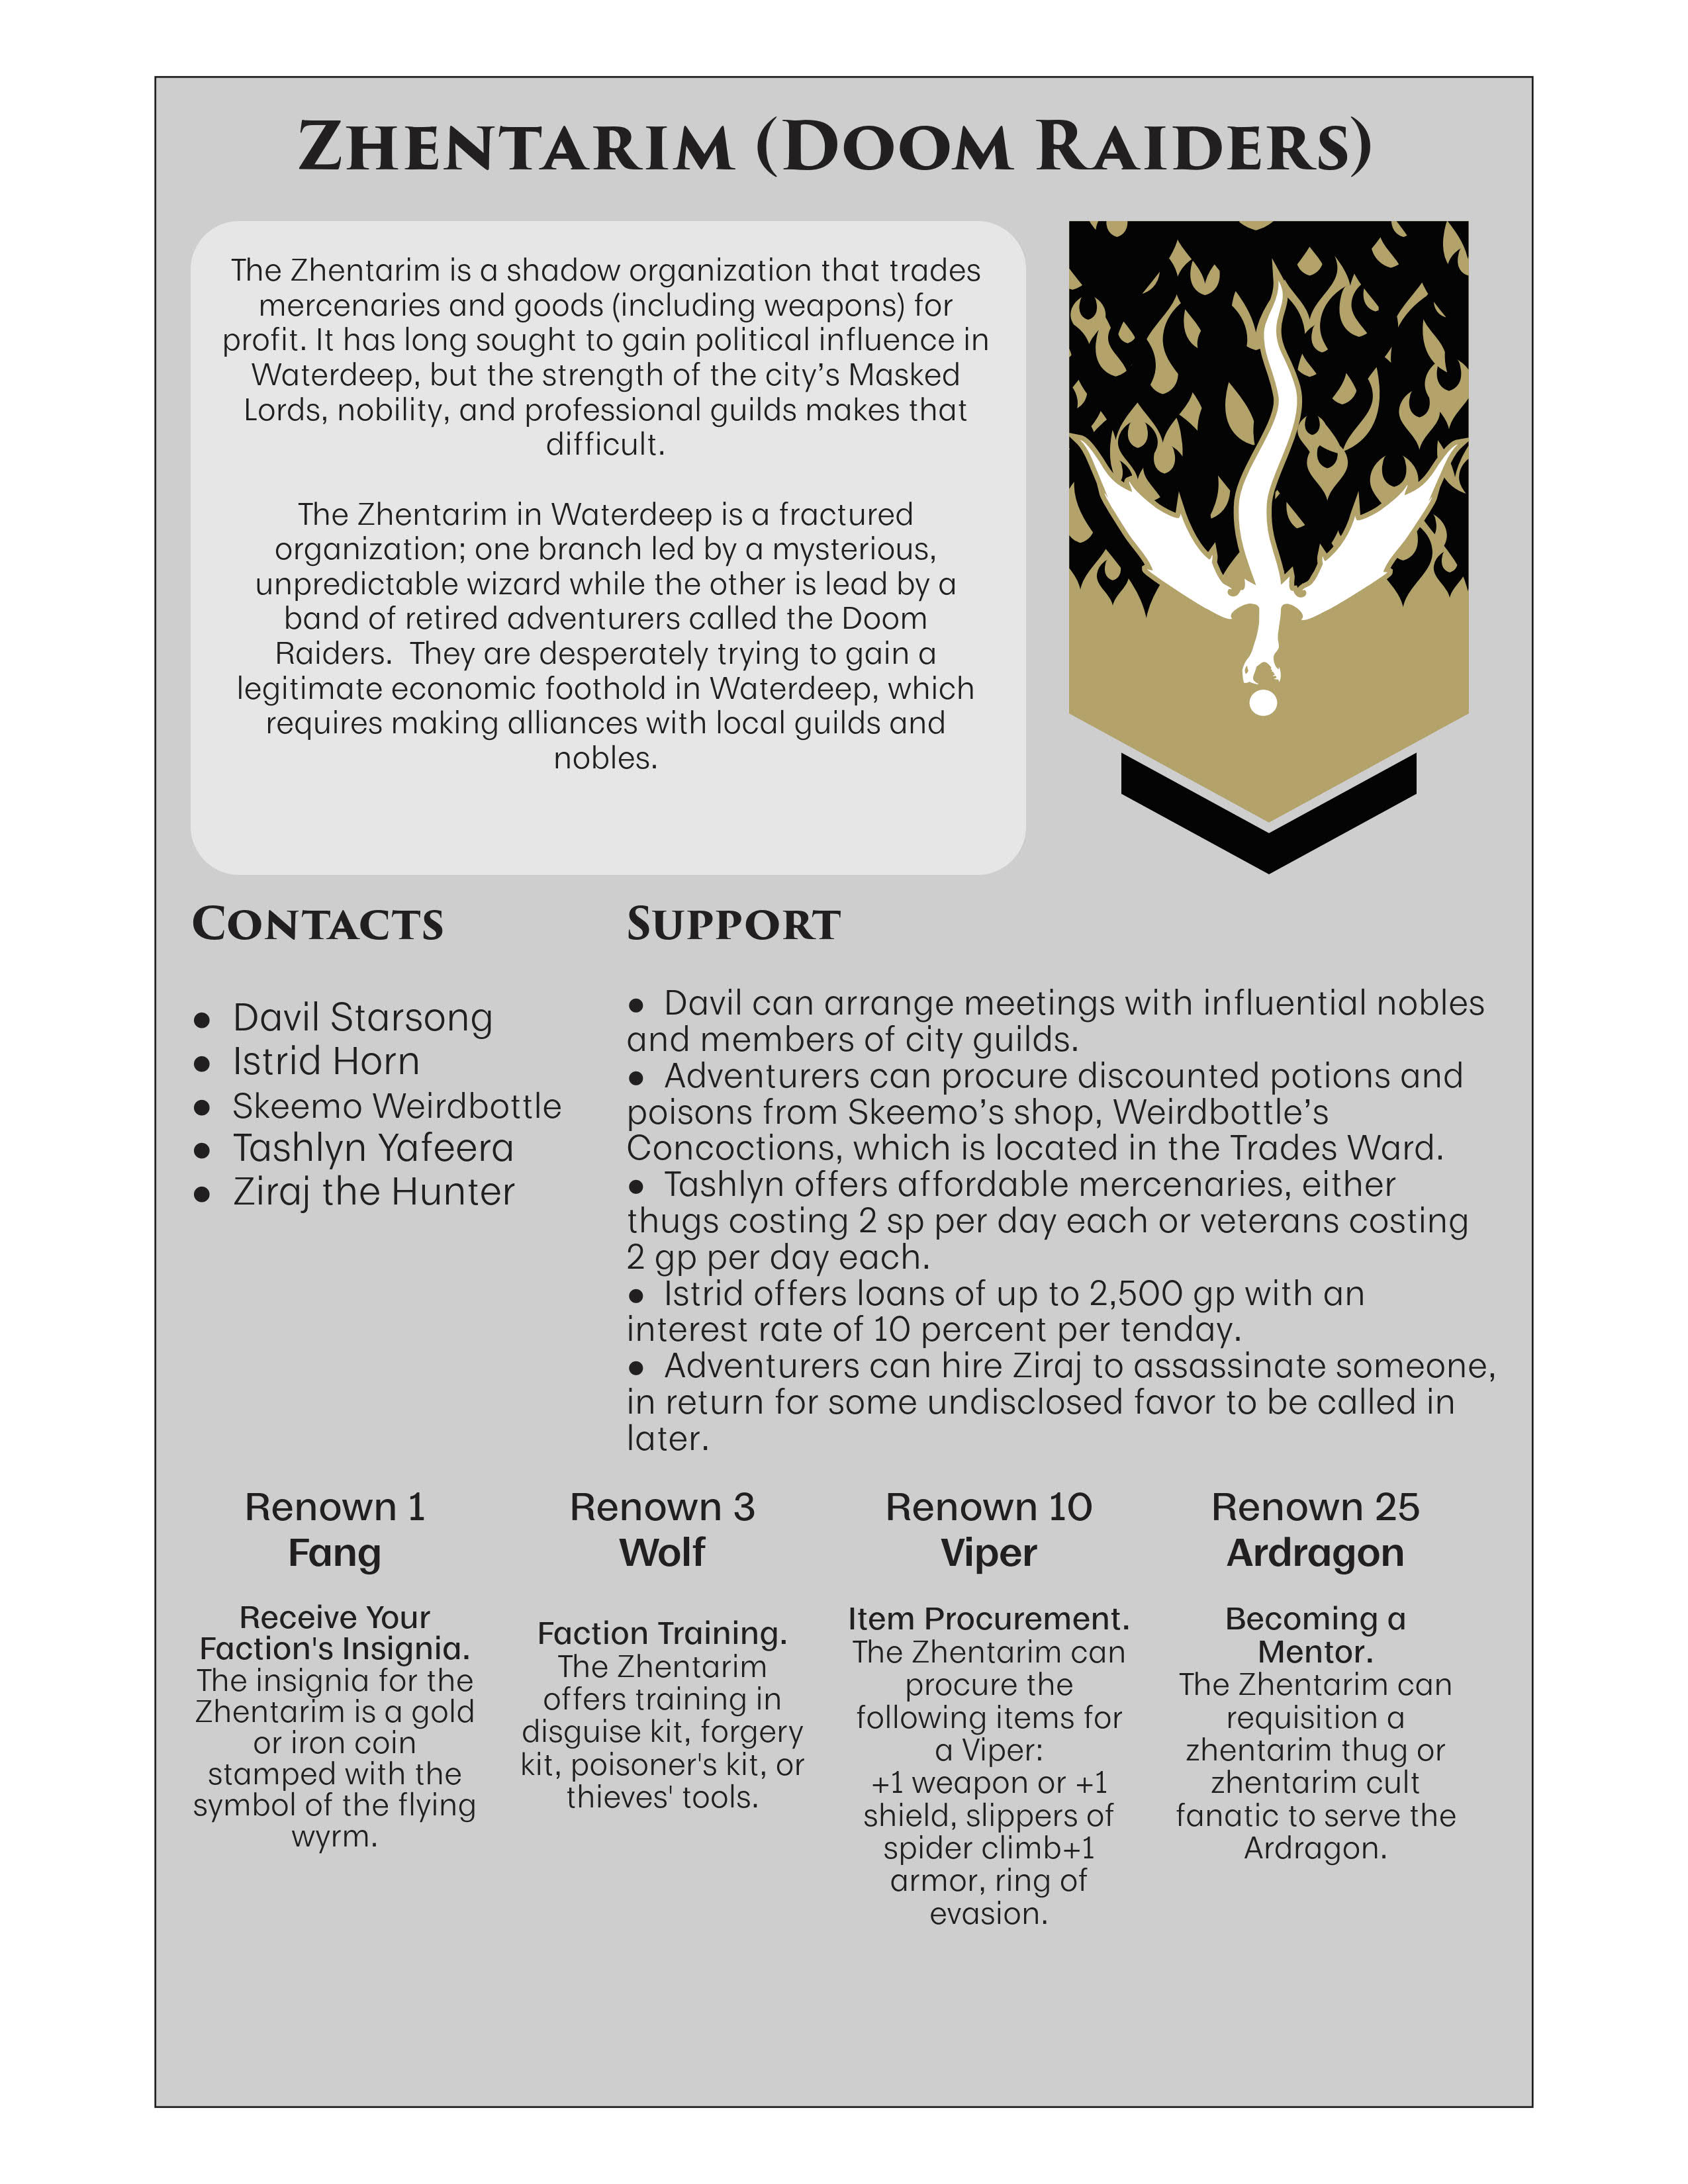 Zhentarim (Doom Raiders)
The Zhentarim is a shadow organization that trades
mercenaries and goods (including weapons) for
profit. It has long sought to gain political influence in
Waterdeep, but the strength of the city’s Masked
Lords, nobility, and professional guilds makes that
difficult.
The Zhentarim in Waterdeep is a fractured
organization; one branch led by a mysterious,
unpredictable wizard while the other is lead by a
band of retired adventurers called the Doom
Raiders.  They are desperately trying to gain a
legitimate economic foothold in Waterdeep, which
requires making alliances with local guilds and
nobles.
Contacts
● Davil Starsong
● Istrid Horn
● Skeemo Weirdbottle
● Tashlyn Yafeera
● Ziraj the Hunter
Support
● Davil can arrange meetings with influential nobles
and members of city guilds.
● Adventurers can procure discounted potions and
poisons from Skeemo’s shop, Weirdbottle’s
Concoctions, which is located in the Trades Ward.
● Tashlyn offers affordable mercenaries, either
thugs costing 2 sp per day each or veterans costing
2 gp per day each.
● Istrid offers loans of up to 2,500 gp with an
interest rate of 10 percent per tenday.
● Adventurers can hire Ziraj to assassinate someone,
in return for some undisclosed favor to be called in
later.
Renown 1
Fang
Receive Your
Faction's Insignia.
The insignia for the
Zhentarim is a gold
or iron coin
stamped with the
symbol of the flying
wyrm.
Renown 3
Wolf
Faction Training.
The Zhentarim
offers training in
disguise kit, forgery
kit, poisoner's kit, or
thieves' tools.
Renown 10
Viper
Item Procurement.
The Zhentarim can
procure the
following items for
a Viper:
+1 weapon or +1
shield, slippers of
spider climb+1
armor, ring of
evasion.
Renown 25
Ardragon
Becoming a
Mentor.
The Zhentarim can
requisition a
zhentarim thug or
zhentarim cult
fanatic to serve the
Ardragon.